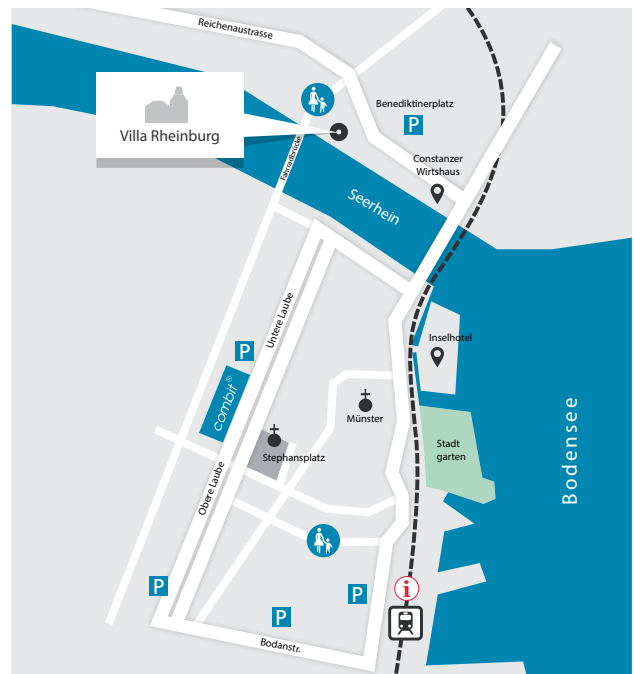 Reichenaustrasse
Benediktinerplatz
P
Villa Rheinburg
Fahrradbrücke
Constanzer
Wirtshaus
Seerhein
Untere Laube
Inselhotel
P
combit®
Münster
Bodensee
Stadt
garten
Stephansplatz
Obere Laube
P
P
P
i
Bodanstr.